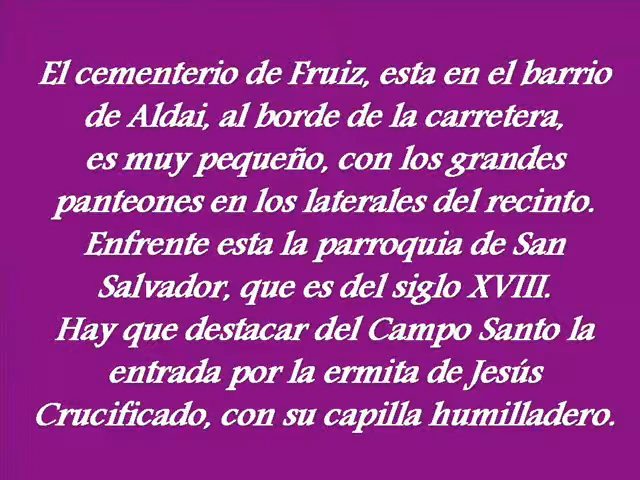 El cementerio de Fruiz, esta en el barrio
de Aldai, al borde de la carretera,
es muy pequeño, con los grandes
panteones en los laterales del recinto.
Enfrente esta la parroquia de San
Salvador, que es del siglo XVIII.
Hay que destacar del Campo Santo la
entrada por la ermita de Jesús
Crucificado, con su capilla humilladero.